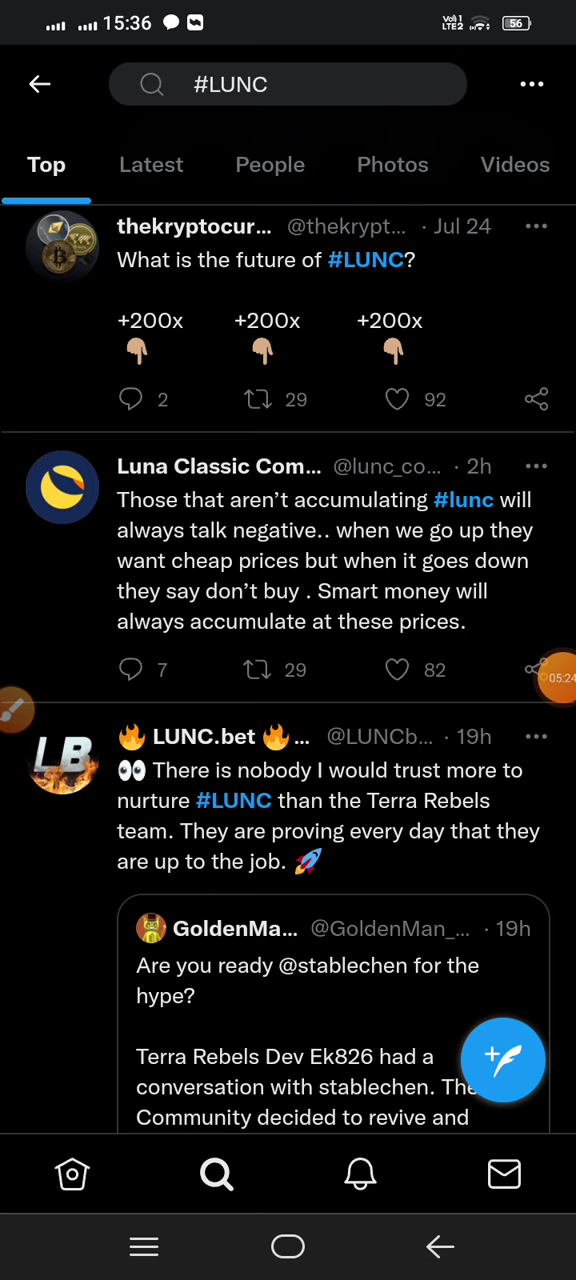 15:36
Vo)) 1
LTE2
56
#LUNC
Top
Latest
People
Photos
Videos
thekryptocur... @thekrypt... · Jul 24
What is the future of #LUNC?
+200x +200x +200x
👇🏼 👇🏼 👇🏼
2 29 92
Luna Classic Com... @lunc_co... · 2h
Those that aren’t accumulating #lunc will
always talk negative.. when we go up they
want cheap prices but when it goes down
they say don’t buy . Smart money will
always accumulate at these prices.
7 29 82
05:24
LB
🔥 LUNC.bet 🔥... @LUNCb... · 19h
👀 There is nobody I would trust more to
nurture #LUNC than the Terra Rebels
team. They are proving every day that they
are up to the job. 🚀
GoldenMa... @GoldenMan_... · 19h
Are you ready @stablechen for the
hype?
Terra Rebels Dev Ek826 had a
conversation with stablechen. The
Community decided to revive and